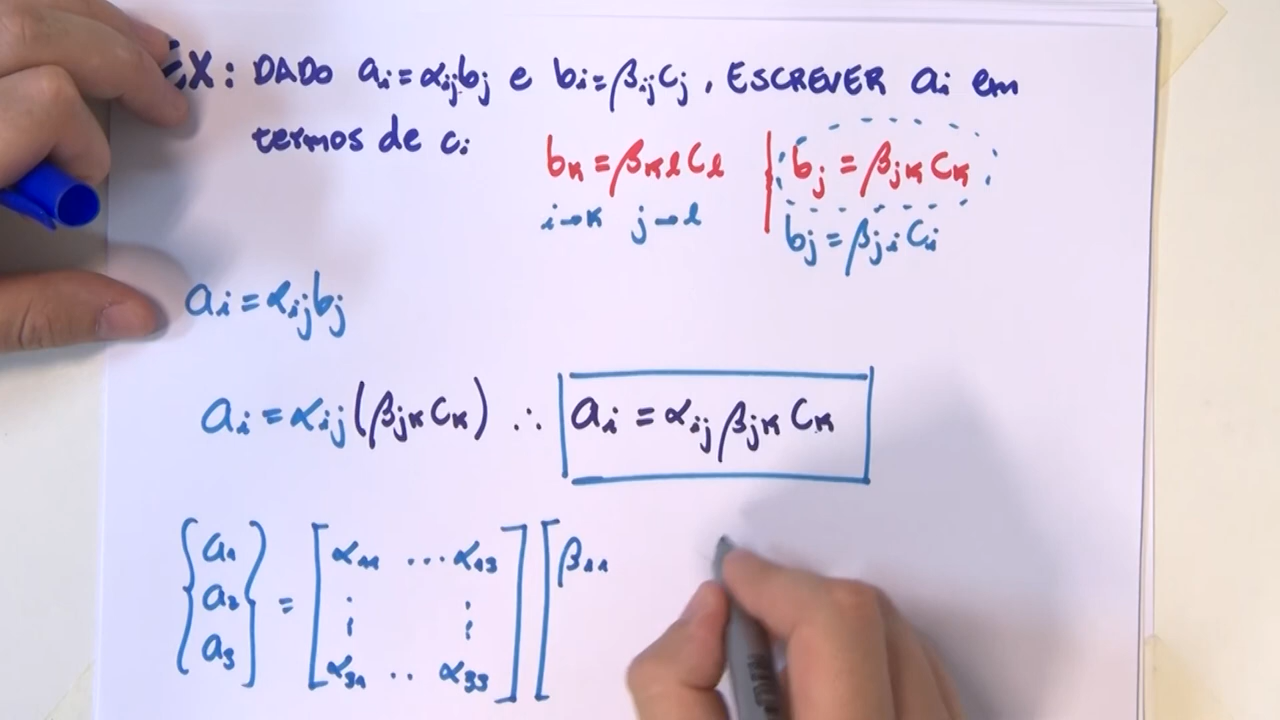 EX: DADO aᵢ = αᵢⱼbⱼ e bᵢ = βᵢⱼcⱼ, ESCREVER aᵢ em
termos de cᵢ
bₖ = βₖₗcₗ | bⱼ = βⱼₖcₖ
i→k j→l bⱼ = βⱼᵢcᵢ
aᵢ = αᵢⱼbⱼ
aᵢ = αᵢⱼ(βⱼₖcₖ) ∴ aᵢ = αᵢⱼβⱼₖcₖ
{a₁ a₂ a₃} = [α₁₁ ... α₁₃ ⋮ ⋮ α₃₁ .. α₃₃] [β₁₁